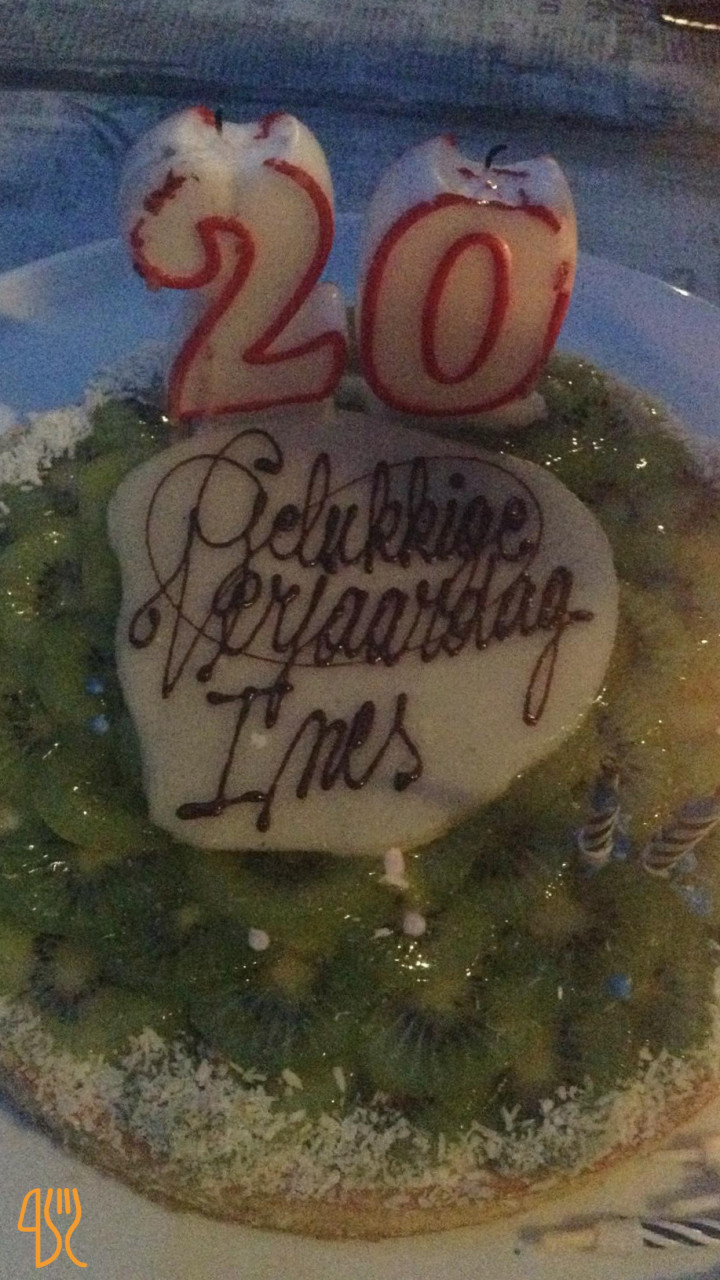 20
Gelukkige
Verjaardag
Ines